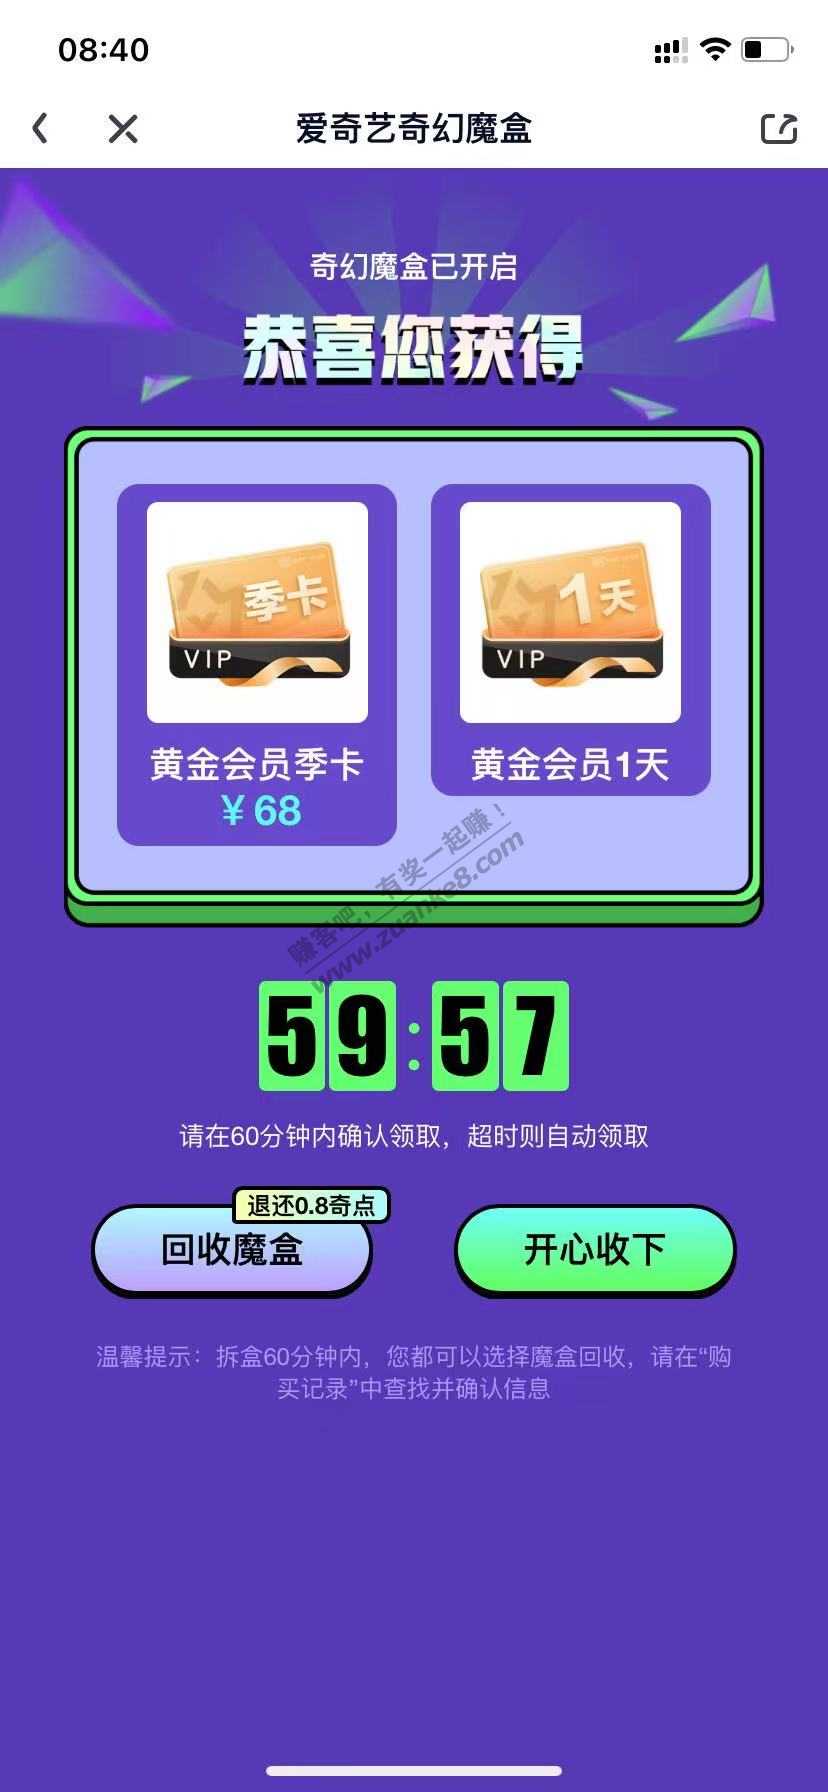 08:40
爱奇艺奇幻魔盒
奇幻魔盒已开启
恭喜您获得
季卡
VIP
黄金会员季卡
￥68
1天
VIP
黄金会员1天
赚客吧，有奖一起赚！
www.zuanke8.com
59:57
请在60分钟内确认领取，超时则自动领取
退还0.8奇点
回收魔盒
开心收下
温馨提示：拆盒60分钟内，您都可以选择魔盒回收，请在“购
买记录”中查找并确认信息